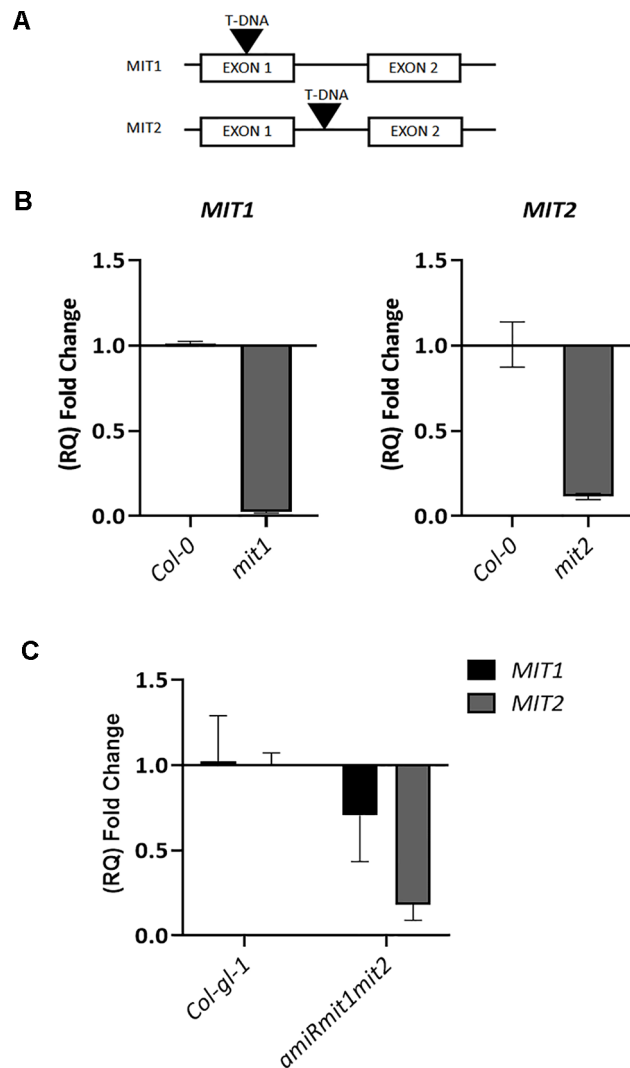 A
T-DNA
MIT1
EXON 1
EXON 2
T-DNA
MIT2
EXON 1
EXON 2
B
MIT1
MIT2
(RQ) Fold Change
1.5
1.0
0.5
0.0
Col-0
mit1
(RQ) Fold Change
1.5
1.0
0.5
0.0
Col-0
mit2
C
MIT1
MIT2
(RQ) Fold Change
1.5
1.0
0.5
0.0
Col-gl-1
amiRmit1mit2